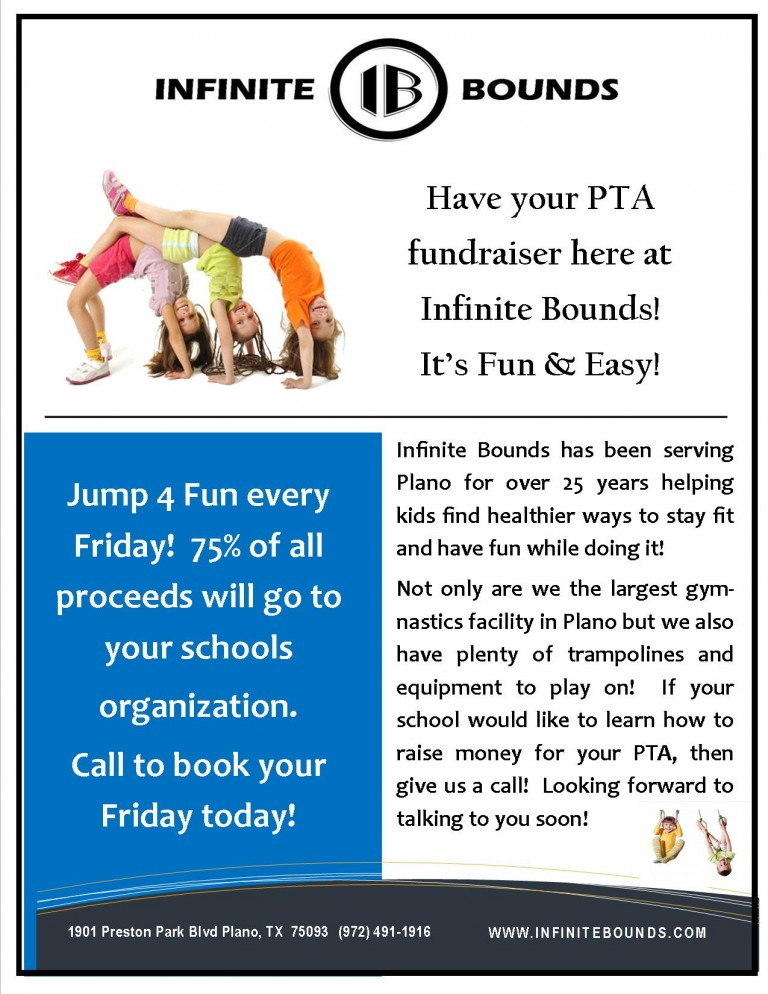 INFINITE IB BOUNDS
Have your PTA
fundraiser here at
Infinite Bounds!
It's Fun & Easy!
Jump 4 Fun every
Friday! 75% of all
proceeds will go to
your schools
organization.
Call to book your
Friday today!
Infinite Bounds has been serving
Plano for over 25 years helping
kids find healthier ways to stay fit
and have fun while doing it!
Not only are we the largest gym-
nastics facility in Plano but we also
have plenty of trampolines and
equipment to play on! If your
school would like to learn how to
raise money for your PTA, then
give us a call! Looking forward to
talking to you soon!
1901 Preston Park Blvd Plano, TX 75093 (972) 491-1916
WWW.INFINITEBOUNDS.COM